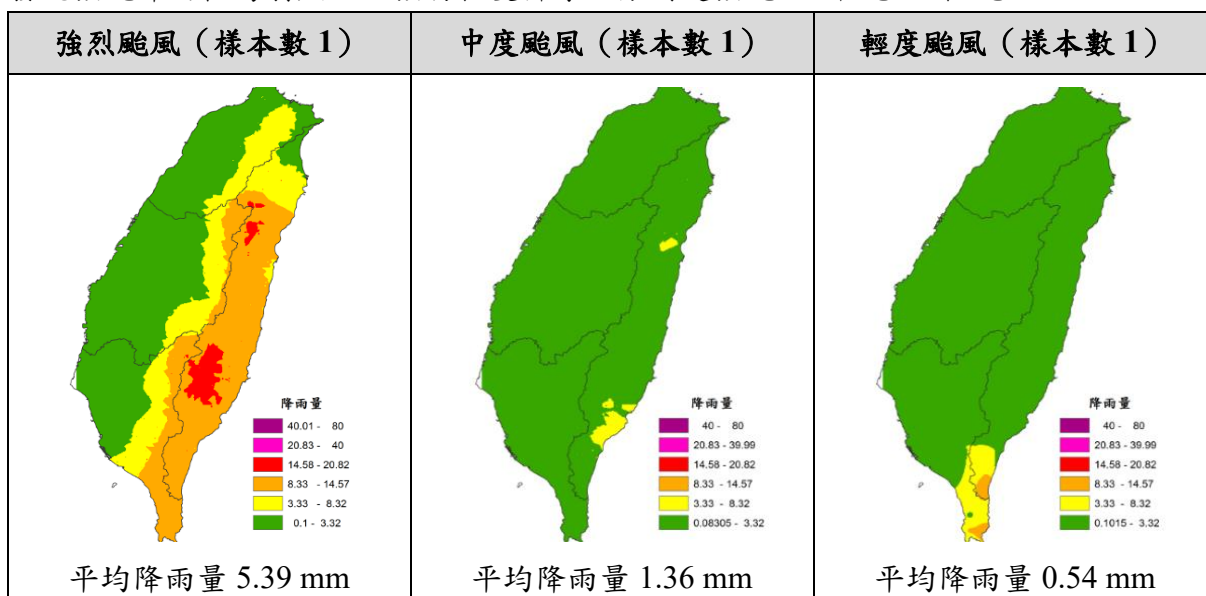 強烈颱風（樣本數 1）
中度颱風（樣本數 1）
輕度颱風（樣本數 1）
降雨量
40.01 - 80
20.83 - 40
14.58 - 20.82
8.33 - 14.57
3.33 - 8.32
0.1 - 3.32
降雨量
40 - 80
20.83 - 39.99
14.58 - 20.82
8.33 - 14.57
3.33 - 8.32
0.08305 - 3.32
降雨量
40 - 80
20.83 - 39.99
14.58 - 20.82
8.33 - 14.57
3.33 - 8.32
0.1015 - 3.32
平均降雨量 5.39 mm
平均降雨量 1.36 mm
平均降雨量 0.54 mm